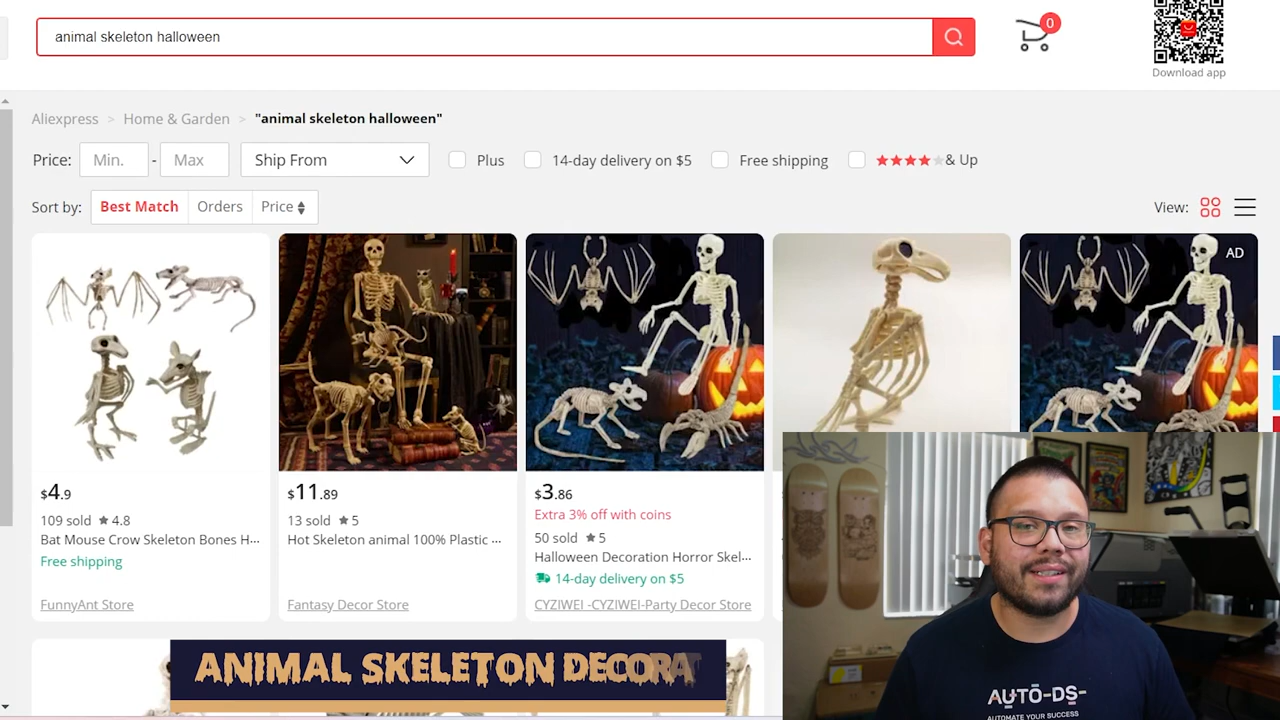 animal skeleton halloween
0
Download app
Aliexpress > Home & Garden > "animal skeleton halloween"
Price: Min. - Max Ship From Plus 14-day delivery on $5 Free shipping & Up
Sort by: Best Match Orders Price View:
AD
$4.9
109 sold ★ 4.8
Bat Mouse Crow Skeleton Bones H...
Free shipping
FunnyAnt Store
$11.89
13 sold ★ 5
Hot Skeleton animal 100% Plastic ...
Fantasy Decor Store
$3.86
Extra 3% off with coins
50 sold ★ 5
Halloween Decoration Horror Skel...
14-day delivery on $5
CYZIWEI -CYZIWEI-Party Decor Store
ANIMAL SKELETON DECORA
AUTO-DS-
AUTOMATE YOUR SUCCESS